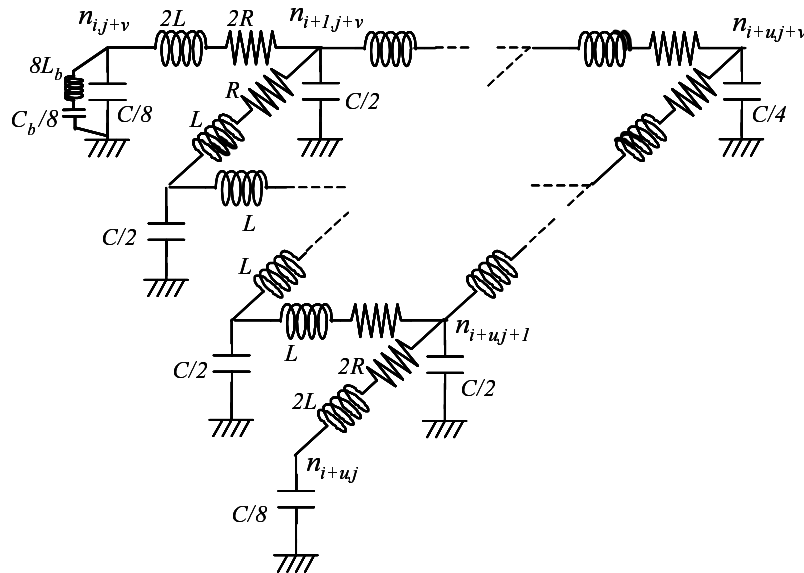 n_{i,j+v} 2L 2R n_{i+1,j+v} n_{i+u,j+v}
8L_b
C_b/8 C/8 R C/2 C/4
L
C/2 L
L
L n_{i+u,j+1}
C/2 2R C/2
2L
n_{i+u,j}
C/8